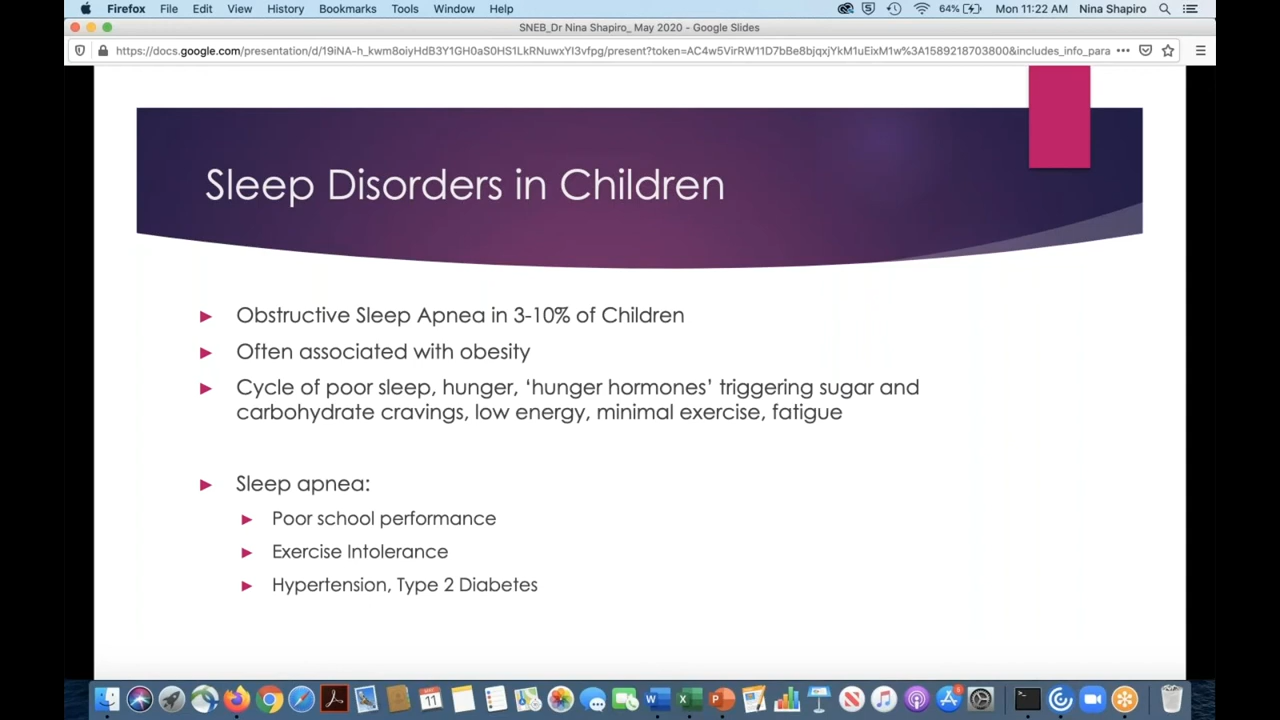 Firefox File Edit View History Bookmarks Tools Window Help 64% Mon 11:22 AM Nina Shapiro
SNEB_Dr Nina Shapiro_ May 2020 - Google Slides
https://docs.google.com/presentation/d/19iNA-h_kwm8oiyHdB3Y1GH0aS0HS1LkRNuwxYI3vfpg/present?token=AC4w5VirRW11D7bBe8bjqxjYkM1uEixM1w%3A1589218703800&includes_info_para
Sleep Disorders in Children
Obstructive Sleep Apnea in 3-10% of Children
Often associated with obesity
Cycle of poor sleep, hunger, ‘hunger hormones’ triggering sugar and
carbohydrate cravings, low energy, minimal exercise, fatigue
Sleep apnea:
Poor school performance
Exercise Intolerance
Hypertension, Type 2 Diabetes
11